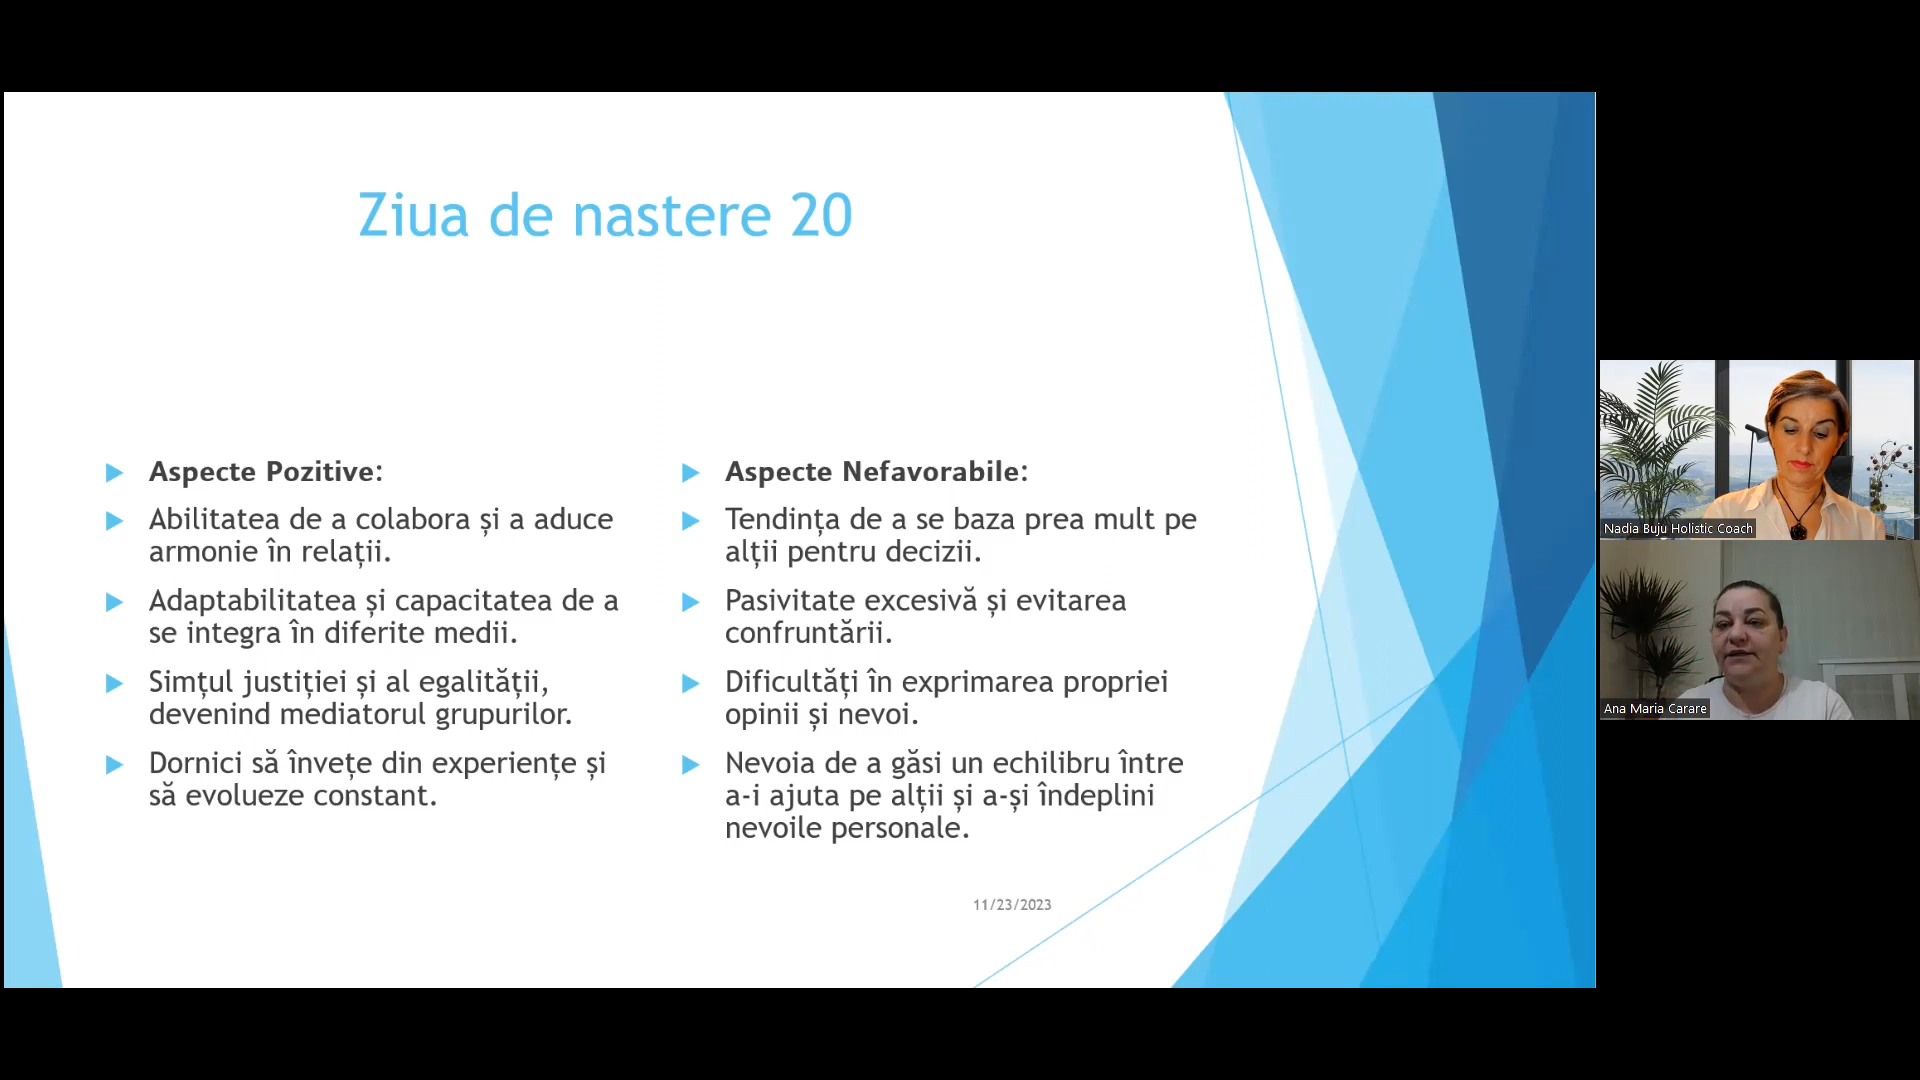 Ziua de nastere 20
Aspecte Pozitive:
Abilitatea de a colabora și a aduce
armonie în relații.
Adaptabilitatea și capacitatea de a
se integra în diferite medii.
Simțul justiției și al egalității,
devenind mediatorul grupurilor.
Dornici să învețe din experiențe și
să evolueze constant.
Aspecte Nefavorabile:
Tendința de a se baza prea mult pe
alții pentru decizii.
Pasivitate excesivă și evitarea
confruntării.
Dificultăți în exprimarea propriei
opinii și nevoi.
Nevoia de a găsi un echilibru între
a-i ajuta pe alții și a-și îndeplini
nevoile personale.
11/23/2023
Nadia Buju Holistic Coach
Ana Maria Carare